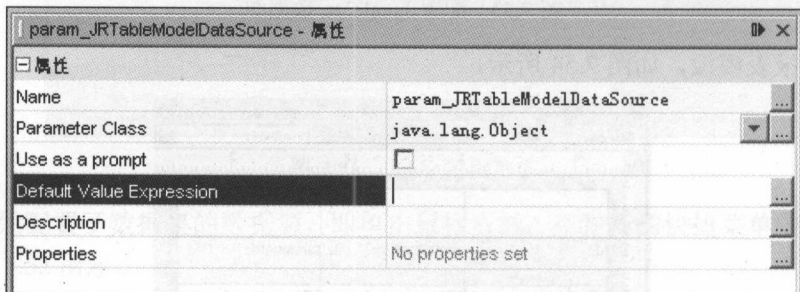 param_JRTableModelDataSource - 属性
属性
Name param_JRTableModelDataSource ...
Parameter Class java.lang.Object ...
Use as a prompt
Default Value Expression ...
Description ...
Properties No properties set ...